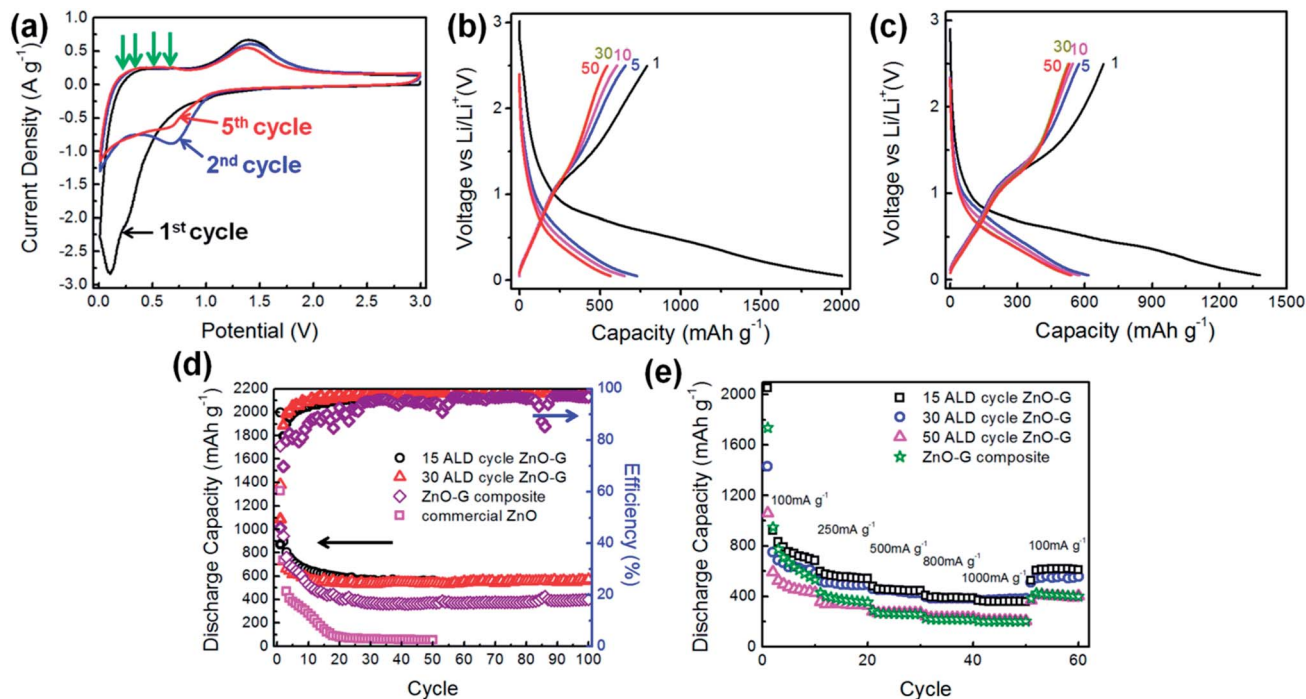 (a)
1.0
0.5
0.0
-0.5
-1.0
-1.5
-2.0
-2.5
-3.0
Current Density (A g⁻¹)
5th cycle
2nd cycle
1st cycle
0.0 0.5 1.0 1.5 2.0 2.5 3.0
Potential (V)
(b)
3
2
1
0
Voltage vs Li/Li⁺(V)
30
10
50
5
1
0 500 1000 1500 2000
Capacity (mAh g⁻¹)
(c)
3
2
1
0
Voltage vs Li/Li⁺(V)
30
10
50
5
1
0 300 600 900 1200 1500
Capacity (mAh g⁻¹)
(d)
2200
2000
1800
1600
1400
1200
1000
800
600
400
200
0
Discharge Capacity (mAh g⁻¹)
15 ALD cycle ZnO-G
30 ALD cycle ZnO-G
ZnO-G composite
commercial ZnO
100
80
60
40
20
0
Efficiency (%)
0 10 20 30 40 50 60 70 80 90 100
Cycle
(e)
2000
1600
1200
800
400
0
Discharge Capacity (mAh g⁻¹)
15 ALD cycle ZnO-G
30 ALD cycle ZnO-G
50 ALD cycle ZnO-G
ZnO-G composite
100mA g⁻¹
250mA g⁻¹
500mA g⁻¹
800mA g⁻¹
1000mA g⁻¹
100mA g⁻¹
0 20 40 60
Cycle